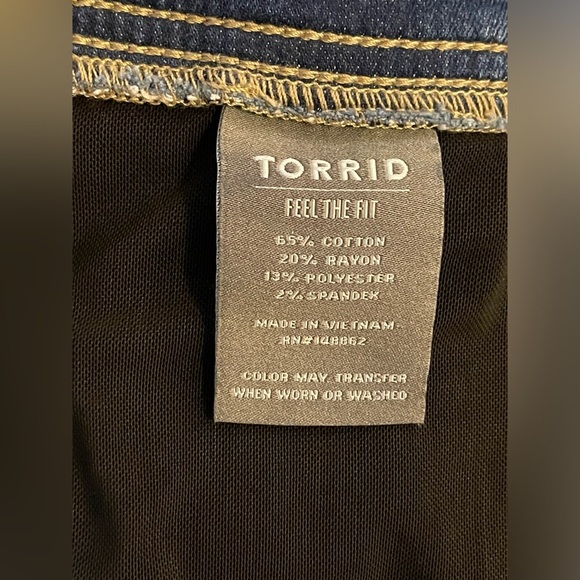 TORRID
FEEL THE FIT
65% COTTON
20% RAYON
13% POLYESTER
2% SPANDEX
MADE IN VIETNAM
RN#148862
COLOR MAY TRANSFER
WHEN WORN OR WASHED